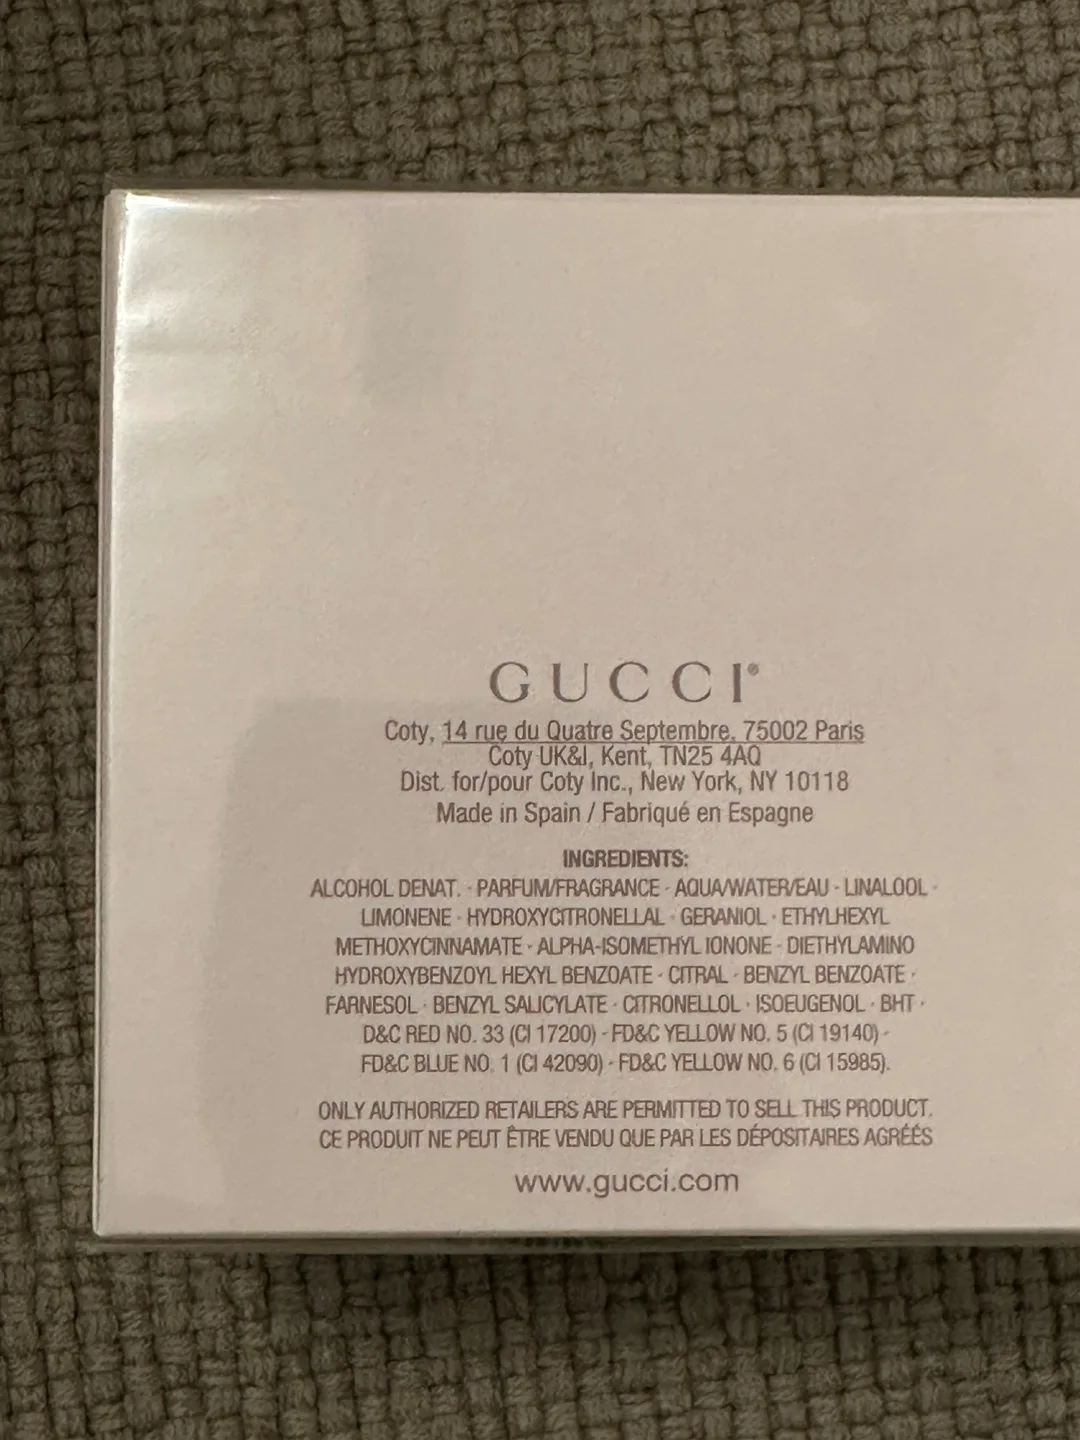 GUCCI®
Coty, 14 rue du Quatre Septembre, 75002 Paris
Coty UK&I, Kent, TN25 4AQ
Dist. for/pour Coty Inc., New York, NY 10118
Made in Spain / Fabriqué en Espagne
INGREDIENTS:
ALCOHOL DENAT. · PARFUM/FRAGRANCE · AQUA/WATER/EAU · LINALOOL ·
LIMONENE · HYDROXYCITRONELLAL · GERANIOL · ETHYLHEXYL
METHOXYCINNAMATE · ALPHA-ISOMETHYL IONONE · DIETHYLAMINO
HYDROXYBENZOYL HEXYL BENZOATE · CITRAL · BENZYL BENZOATE ·
FARNESOL · BENZYL SALICYLATE · CITRONELLOL · ISOEUGENOL · BHT ·
D&C RED NO. 33 (CI 17200) · FD&C YELLOW NO. 5 (CI 19140) ·
FD&C BLUE NO. 1 (CI 42090) · FD&C YELLOW NO. 6 (CI 15985).
ONLY AUTHORIZED RETAILERS ARE PERMITTED TO SELL THIS PRODUCT.
CE PRODUIT NE PEUT ÊTRE VENDU QUE PAR LES DÉPOSITAIRES AGRÉÉS
www.gucci.com